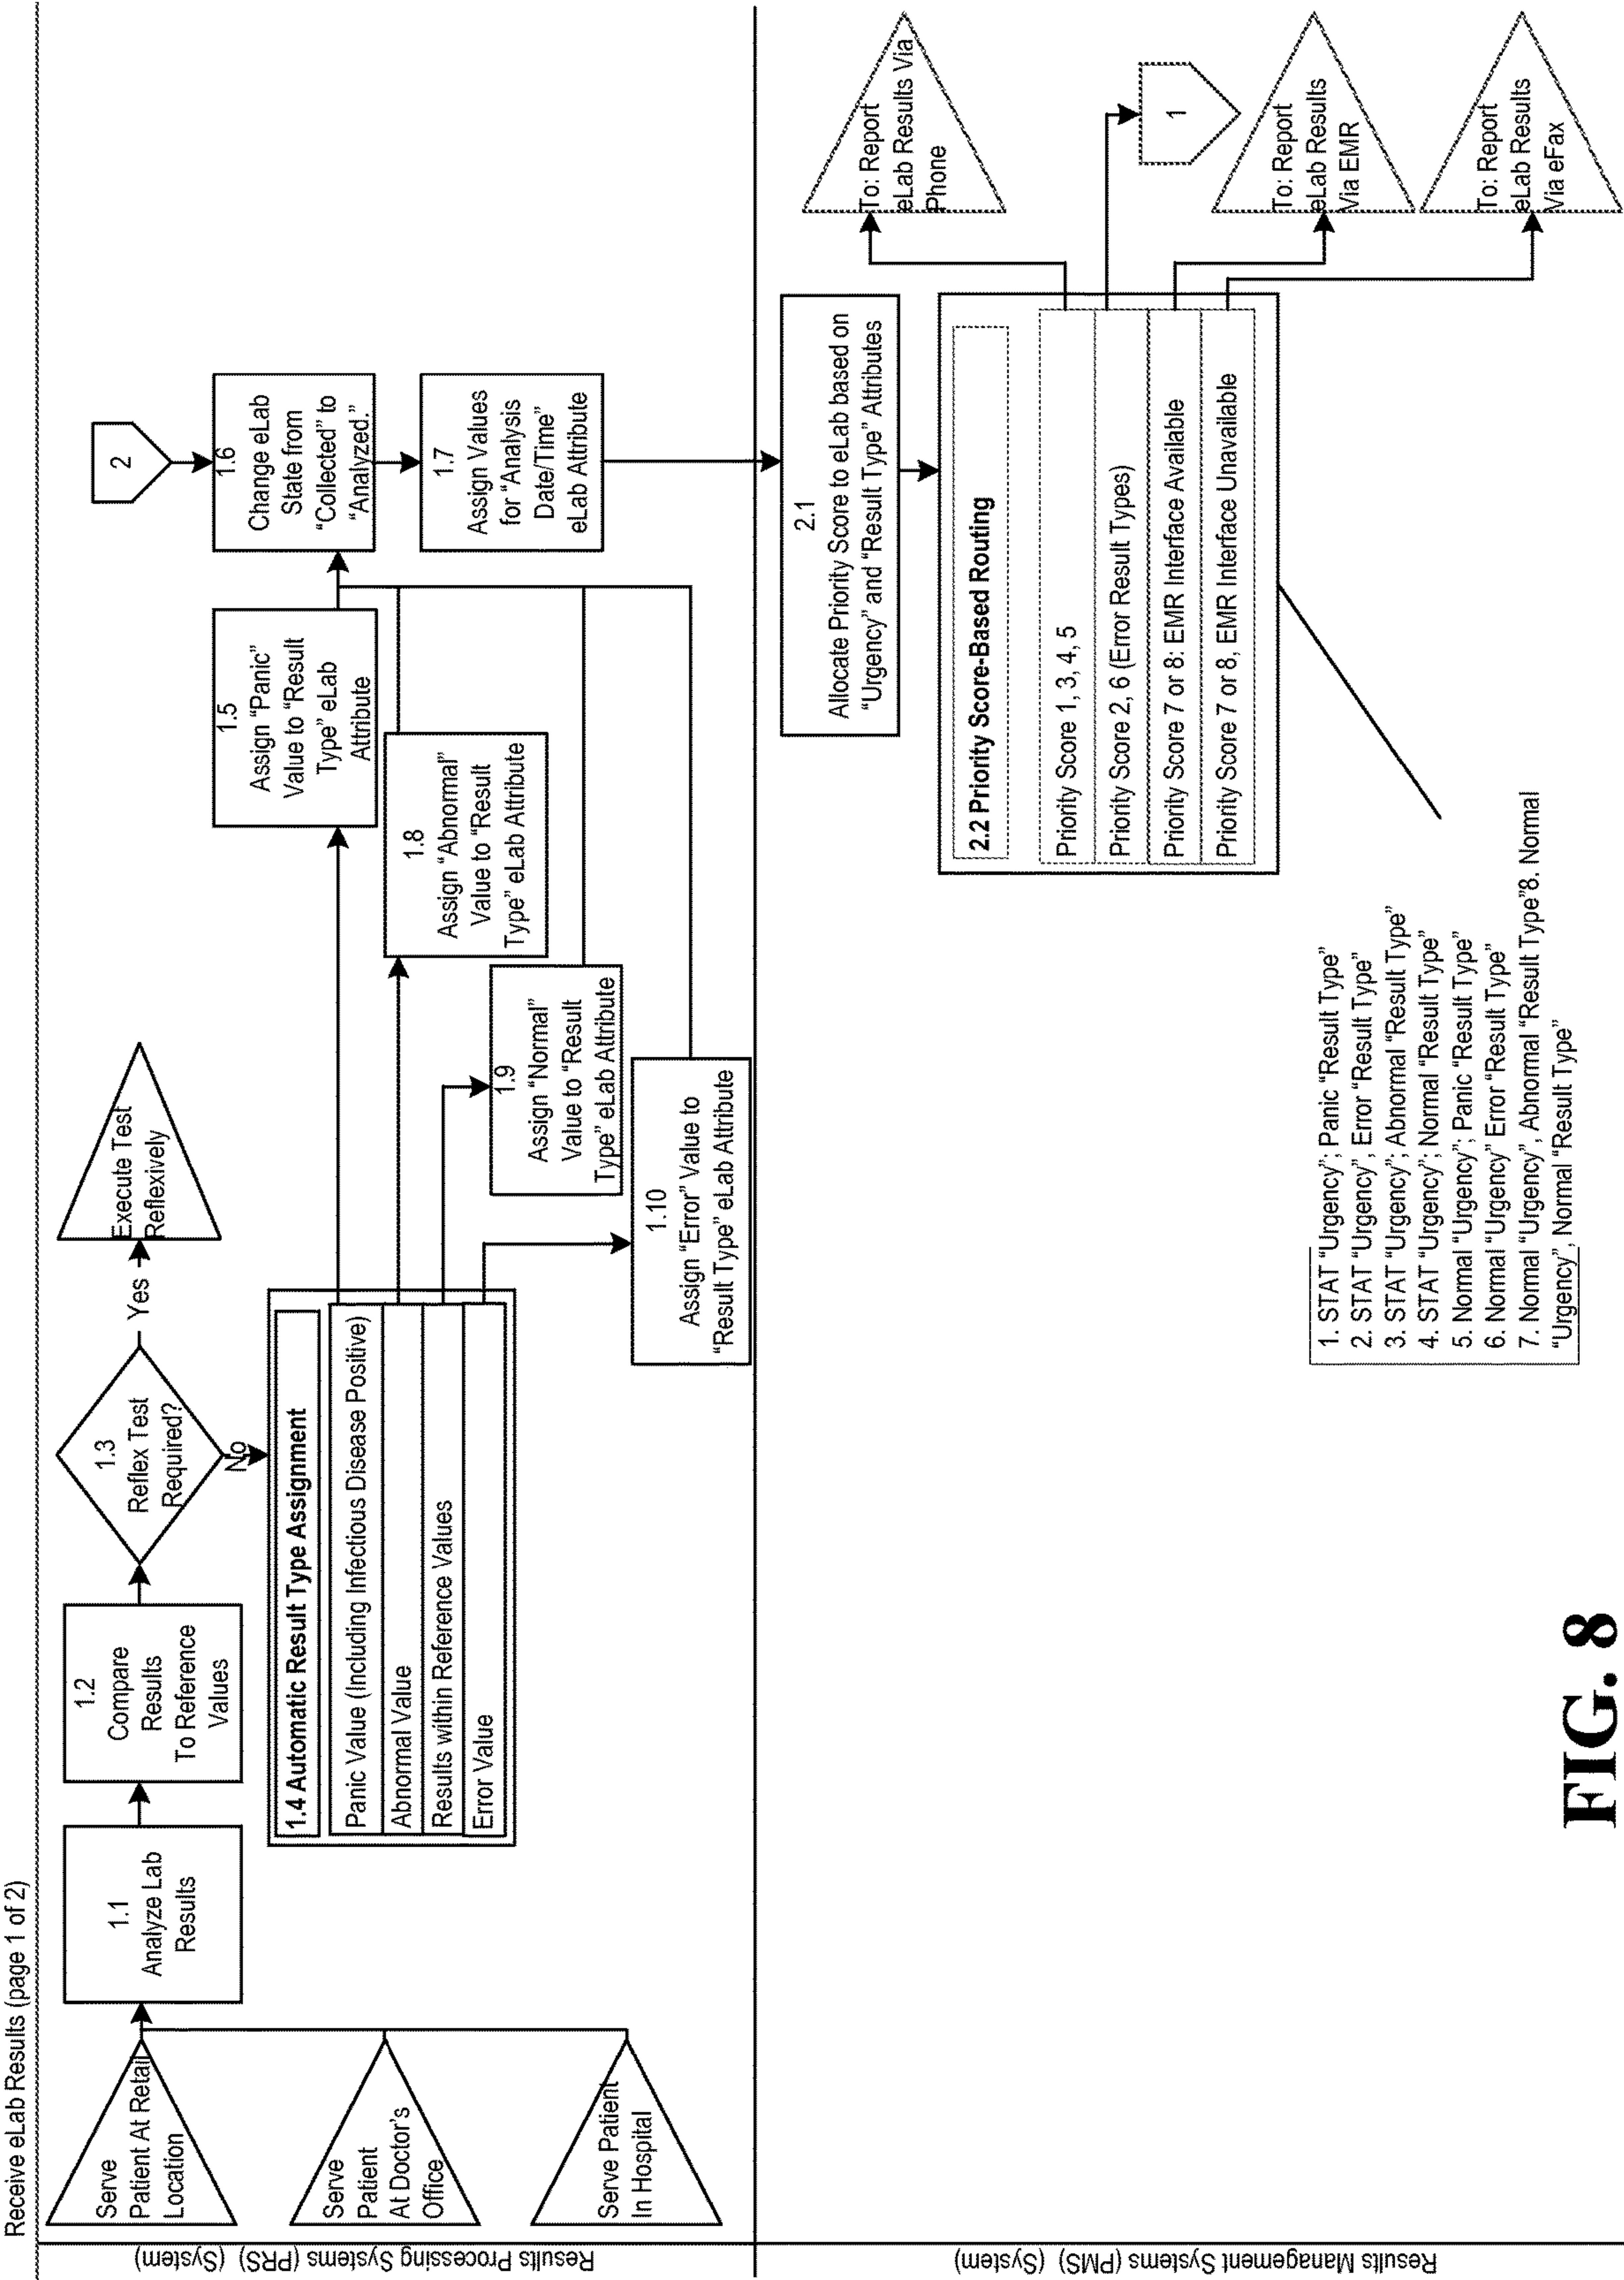 Receive eLab Results (page 1 of 2)
Results Processing Systems (PRS) (System)
Serve
Patient At Retail
Location
Serve
Patient
At Doctor's
Office
Serve Patient
In Hospital
1.1
Analyze Lab
Results
1.2
Compare
Results
To Reference
Values
1.3
Reflex Test
Required?
Yes
No
Execute Test
Reflexively
1.4 Automatic Result Type Assignment
Panic Value (Including Infectious Disease Positive)
Abnormal Value
Results within Reference Values
Error Value
1.5
Assign “Panic”
Value to “Result
Type” eLab
Attribute
1.8
Assign “Abnormal”
Value to “Result
Type” eLab Attribute
1.9
Assign “Normal”
Value to “Result
Type” eLab Attribute
1.10
Assign “Error” Value to
“Result Type” eLab Attribute
2
1.6
Change eLab
State from
“Collected” to
“Analyzed.”
1.7
Assign Values
for “Analysis
Date/Time”
eLab Attribute
Results Management Systems (PMS) (System)
2.1
Allocate Priority Score to eLab based on
“Urgency” and “Result Type” Attributes
2.2 Priority Score-Based Routing
Priority Score 1, 3, 4, 5
Priority Score 2, 6 (Error Result Types)
Priority Score 7 or 8: EMR Interface Available
Priority Score 7 or 8, EMR Interface Unavailable
To: Report
eLab Results Via
Phone
1
To: Report
eLab Results
Via EMR
To: Report
eLab Results
Via eFax
1. STAT “Urgency”; Panic “Result Type”
2. STAT “Urgency”, Error “Result Type”
3. STAT “Urgency”; Abnormal “Result Type”
4. STAT “Urgency”; Normal “Result Type”
5. Normal “Urgency”; Panic “Result Type”
6. Normal “Urgency” Error “Result Type”
7. Normal “Urgency”, Abnormal “Result Type”8. Normal
“Urgency”, Normal “Result Type”
FIG. 8